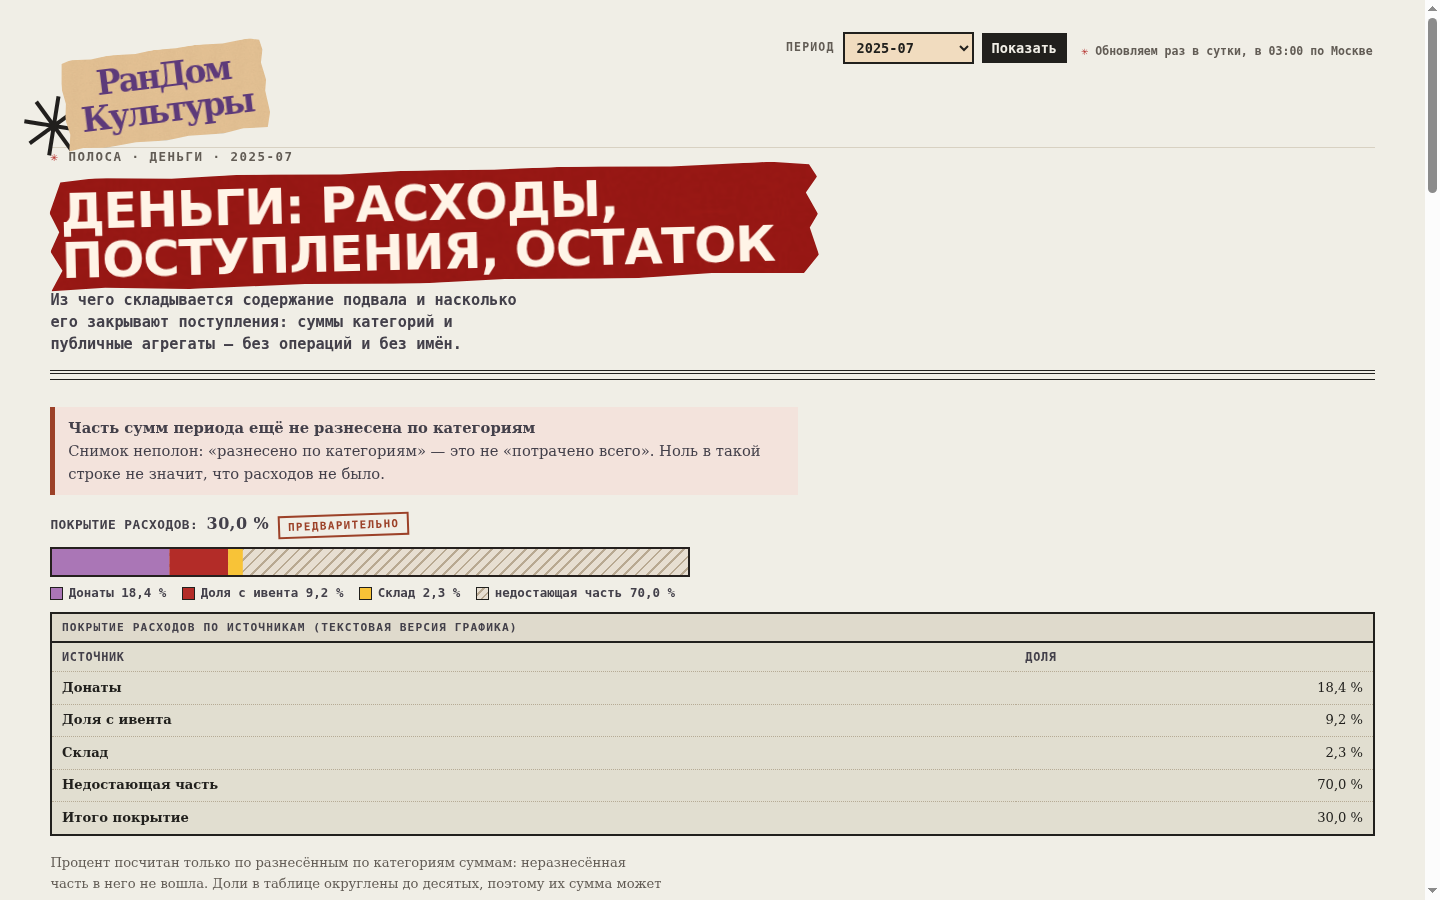 РанДом
Культуры
ПЕРИОД 2025-07 Показать ✴ Обновляем раз в сутки, в 03:00 по Москве
✴ ПОЛОСА · ДЕНЬГИ · 2025-07
ДЕНЬГИ: РАСХОДЫ,
ПОСТУПЛЕНИЯ, ОСТАТОК
Из чего складывается содержание подвала и насколько
его закрывают поступления: суммы категорий и
публичные агрегаты — без операций и без имён.
Часть сумм периода ещё не разнесена по категориям
Снимок неполон: «разнесено по категориям» — это не «потрачено всего». Ноль в такой
строке не значит, что расходов не было.
ПОКРЫТИЕ РАСХОДОВ: 30,0 % ПРЕДВАРИТЕЛЬНО
Донаты 18,4 % Доля с ивента 9,2 % Склад 2,3 % недостающая часть 70,0 %
ПОКРЫТИЕ РАСХОДОВ ПО ИСТОЧНИКАМ (ТЕКСТОВАЯ ВЕРСИЯ ГРАФИКА)
ИСТОЧНИК ДОЛЯ
Донаты 18,4 %
Доля с ивента 9,2 %
Склад 2,3 %
Недостающая часть 70,0 %
Итого покрытие 30,0 %
Процент посчитан только по разнесённым по категориям суммам: неразнесённая
часть в него не вошла. Доли в таблице округлены до десятых, поэтому их сумма может